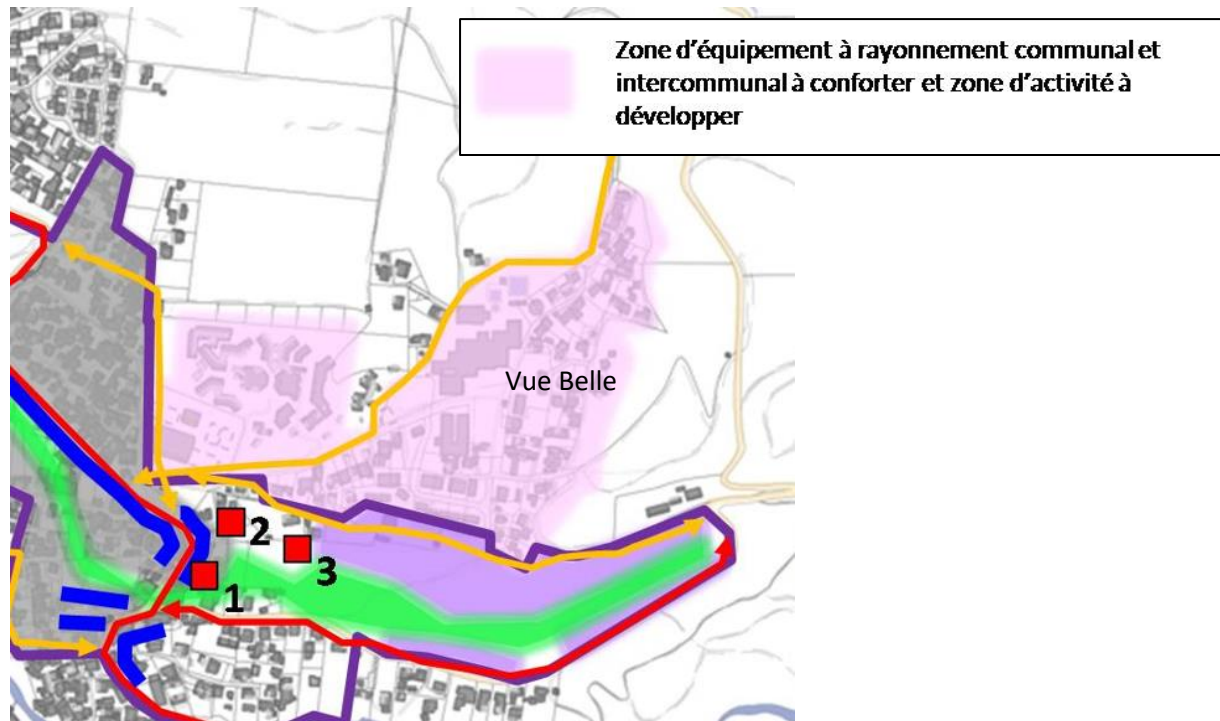 Zone d'équipement à rayonnement communal et
intercommunal à conforter et zone d'activité à
développer
Vue Belle
2
3
1